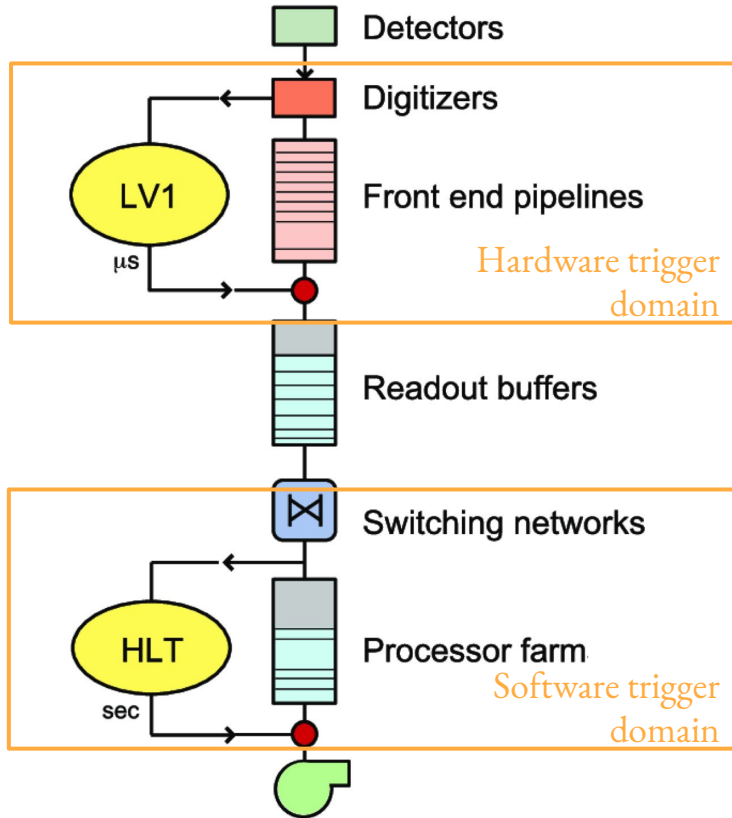 Detectors
Digitizers
LV1
Front end pipelines
μs
Hardware trigger
domain
Readout buffers
Switching networks
HLT
Processor farm
Software trigger
sec
domain